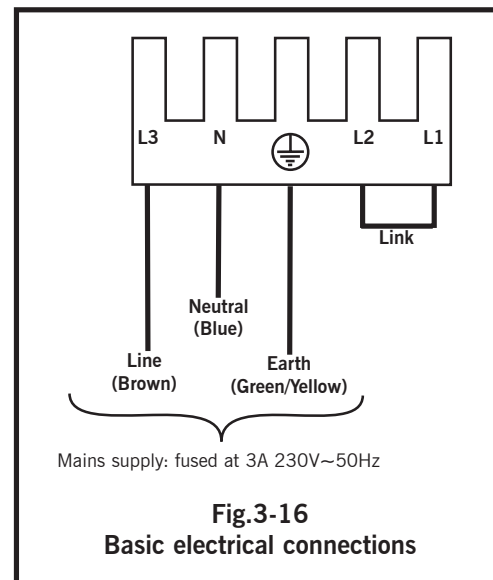 L3 N L2 L1
Link
Neutral
(Blue)
Line
(Brown)
Earth
(Green/Yellow)
Mains supply: fused at 3A 230V~50Hz
Fig.3-16
Basic electrical connections